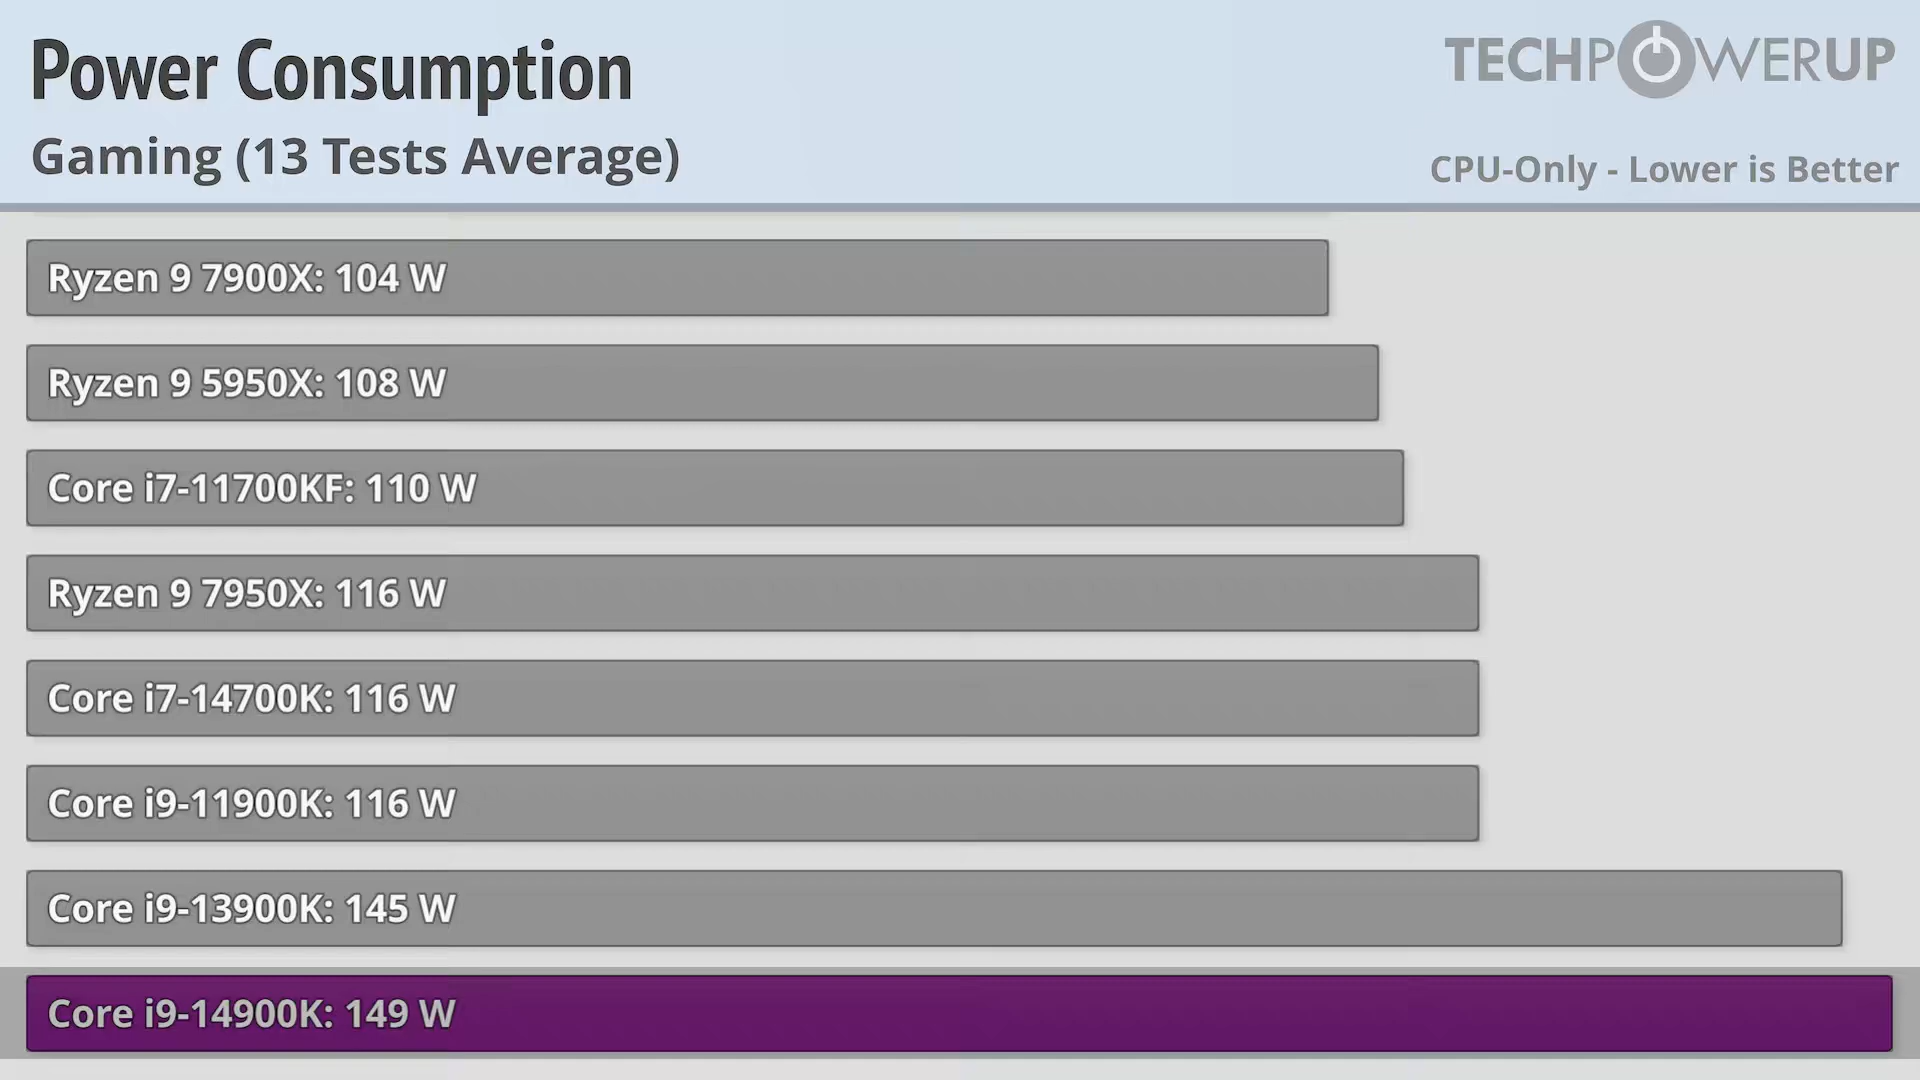 Power Consumption
TECHPOWERUP
Gaming (13 Tests Average)
CPU-Only - Lower is Better
Ryzen 9 7900X: 104 W
Ryzen 9 5950X: 108 W
Core i7-11700KF: 110 W
Ryzen 9 7950X: 116 W
Core i7-14700K: 116 W
Core i9-11900K: 116 W
Core i9-13900K: 145 W
Core i9-14900K: 149 W